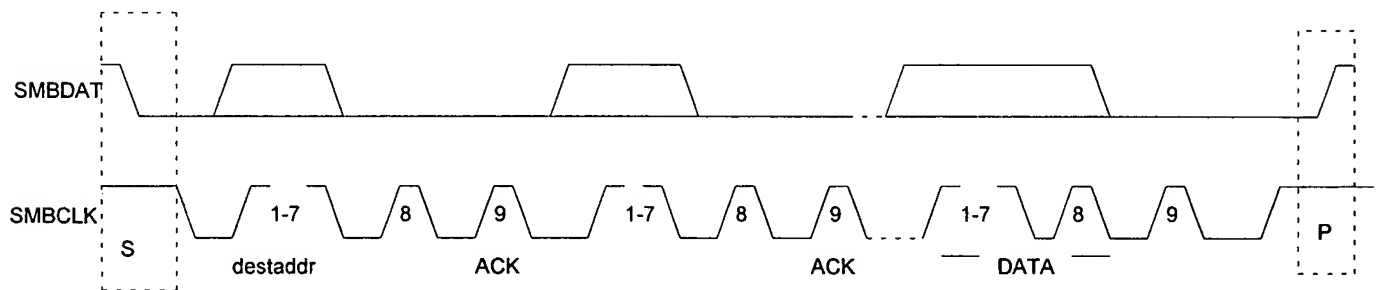 SMBDAT
SMBCLK 1-7 8 9 1-7 8 9 1-7 8 9
S P
destaddr ACK ACK DATA